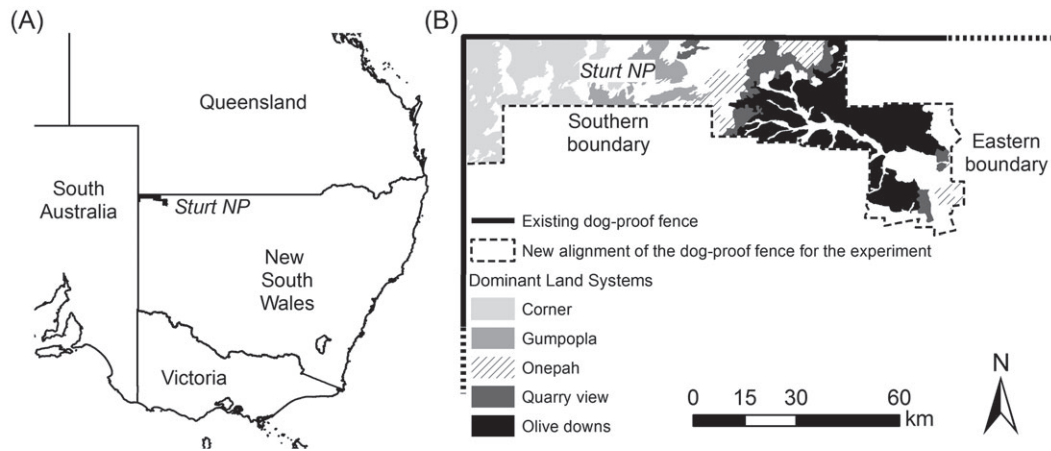 (A)
Queensland
South
Australia
Sturt NP
New
South
Wales
Victoria
(B)
Sturt NP
Southern
boundary
Eastern
boundary
Existing dog-proof fence
New alignment of the dog-proof fence for the experiment
Dominant Land Systems
Corner
Gumpopla
Onepah
Quarry view
Olive downs
N
0 15 30 60
km